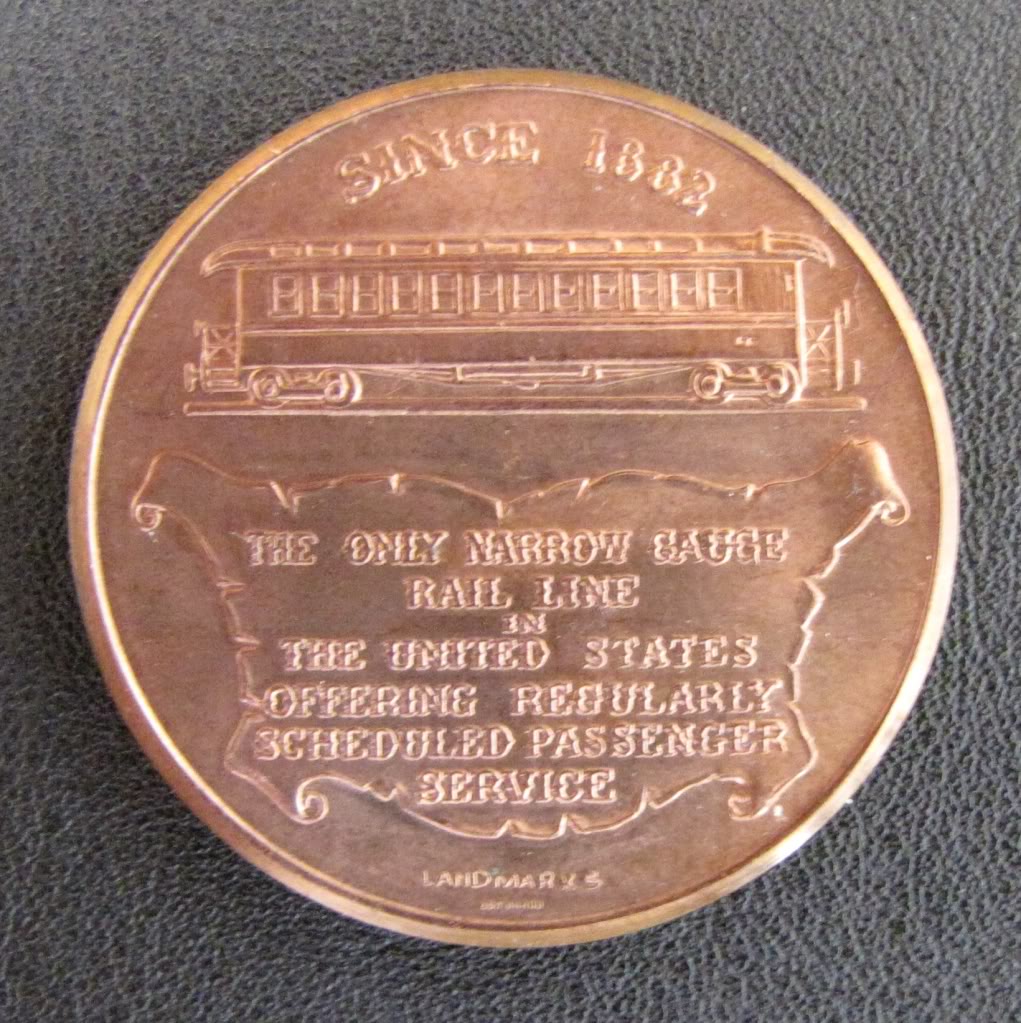 SINCE 1882
THE ONLY NARROW GAUGE
RAIL LINE
IN
THE UNITED STATES
OFFERING REGULARLY
SCHEDULED PASSENGER
SERVICE
LANDMARKS